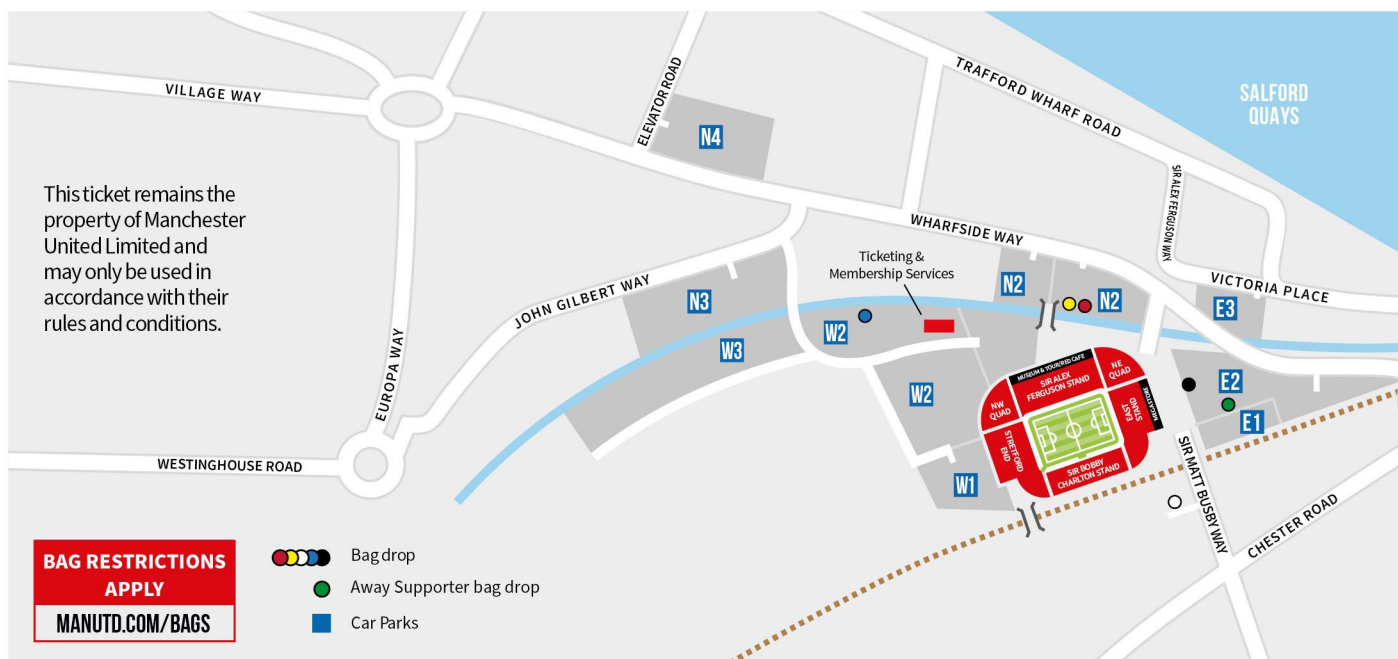 VILLAGE WAY
ELEVATOR ROAD
N4
TRAFFORD WHARF ROAD
SALFORD
QUAYS
This ticket remains the
property of Manchester
United Limited and
may only be used in
accordance with their
rules and conditions.
SIR ALEX FERGUSON WAY
WHARFSIDE WAY
Ticketing &
Membership Services
VICTORIA PLACE
JOHN GILBERT WAY
N3
N2
N2
E3
EUROPA WAY
W3
W2
W2
MUSEUM & TOUR/RED CAFE
SIR ALEX
FERGUSON STAND
NE
QUAD
NW
QUAD
EAST
STAND
MEGASTORE
E2
E1
STRETFORD
END
SIR BOBBY
CHARLTON STAND
W1
SIR MATT BUSBY WAY
CHESTER ROAD
WESTINGHOUSE ROAD
BAG RESTRICTIONS
APPLY
MANUTD.COM/BAGS
Bag drop
Away Supporter bag drop
Car Parks